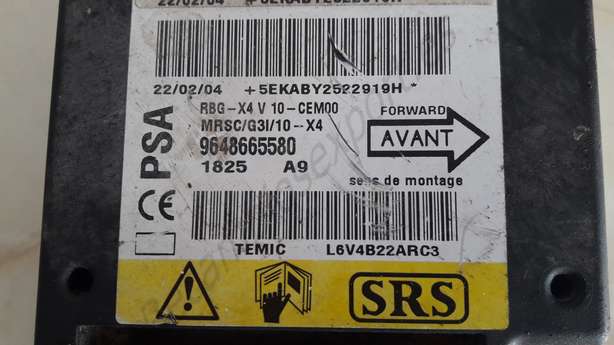 22/02/04 +5EKABY2522919H *
RBG-X4 V 10-CEM00
MRSC/G3I/10--X4
PSA
9648665580
1825 A9
FORWARD
AVANT
sens de montage
CE
TEMIC L6V4B22ARC3
SRS